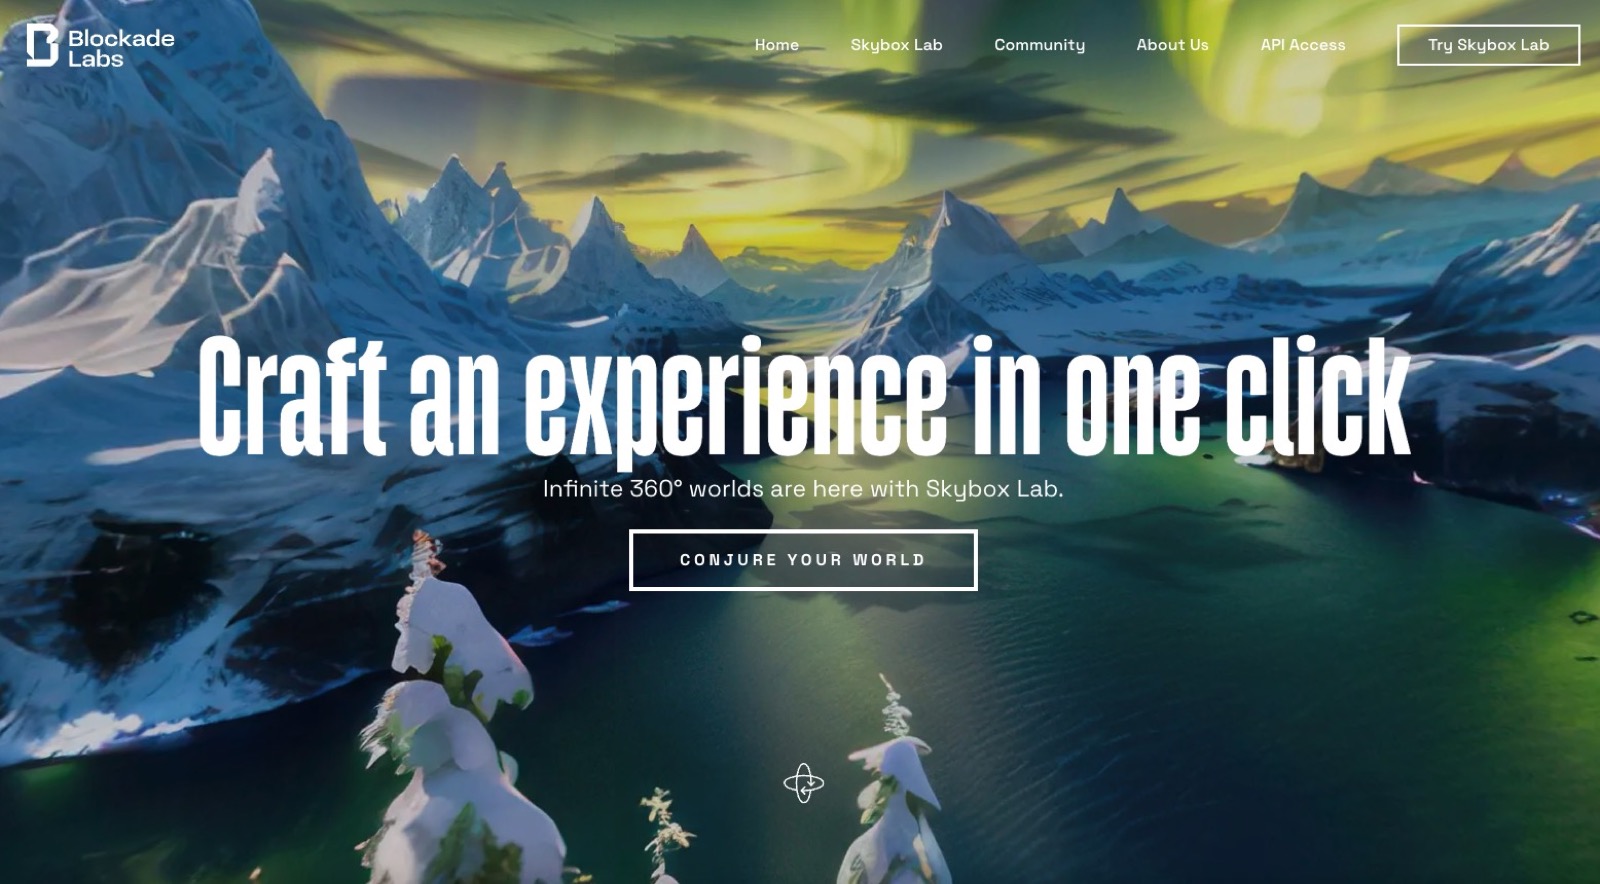 Blockade
Labs
Home
Skybox Lab
Community
About Us
API Access
Try Skybox Lab
Craft an experience in one click
Infinite 360° worlds are here with Skybox Lab.
CONJURE YOUR WORLD